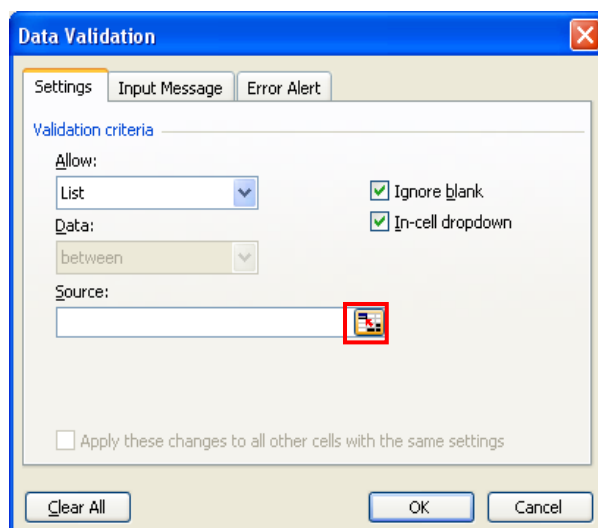 Data Validation
Settings Input Message Error Alert
Validation criteria
Allow:
List
Ignore blank
Data:
In-cell dropdown
between
Source:
Apply these changes to all other cells with the same settings
Clear All OK Cancel